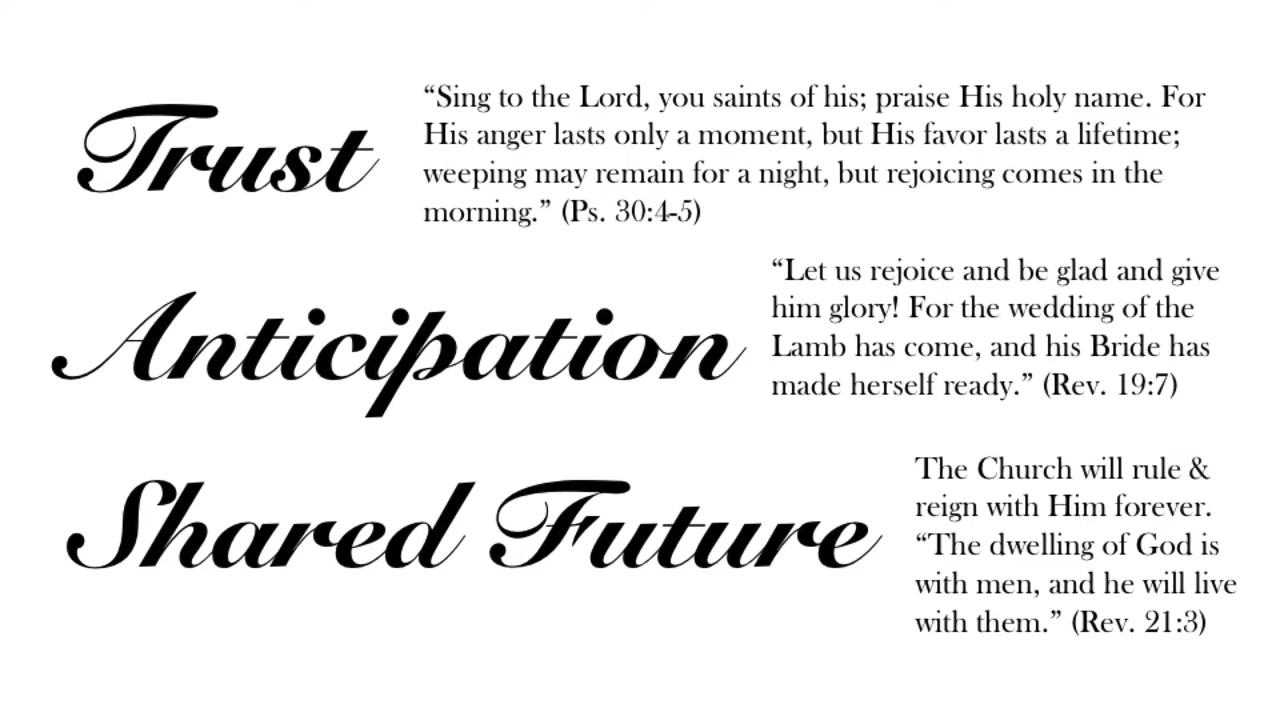 Trust
“Sing to the Lord, you saints of his; praise His holy name. For
His anger lasts only a moment, but His favor lasts a lifetime;
weeping may remain for a night, but rejoicing comes in the
morning.” (Ps. 30:4-5)
Anticipation
“Let us rejoice and be glad and give
him glory! For the wedding of the
Lamb has come, and his Bride has
made herself ready.” (Rev. 19:7)
Shared Future
The Church will rule &
reign with Him forever.
“The dwelling of God is
with men, and he will live
with them.” (Rev. 21:3)